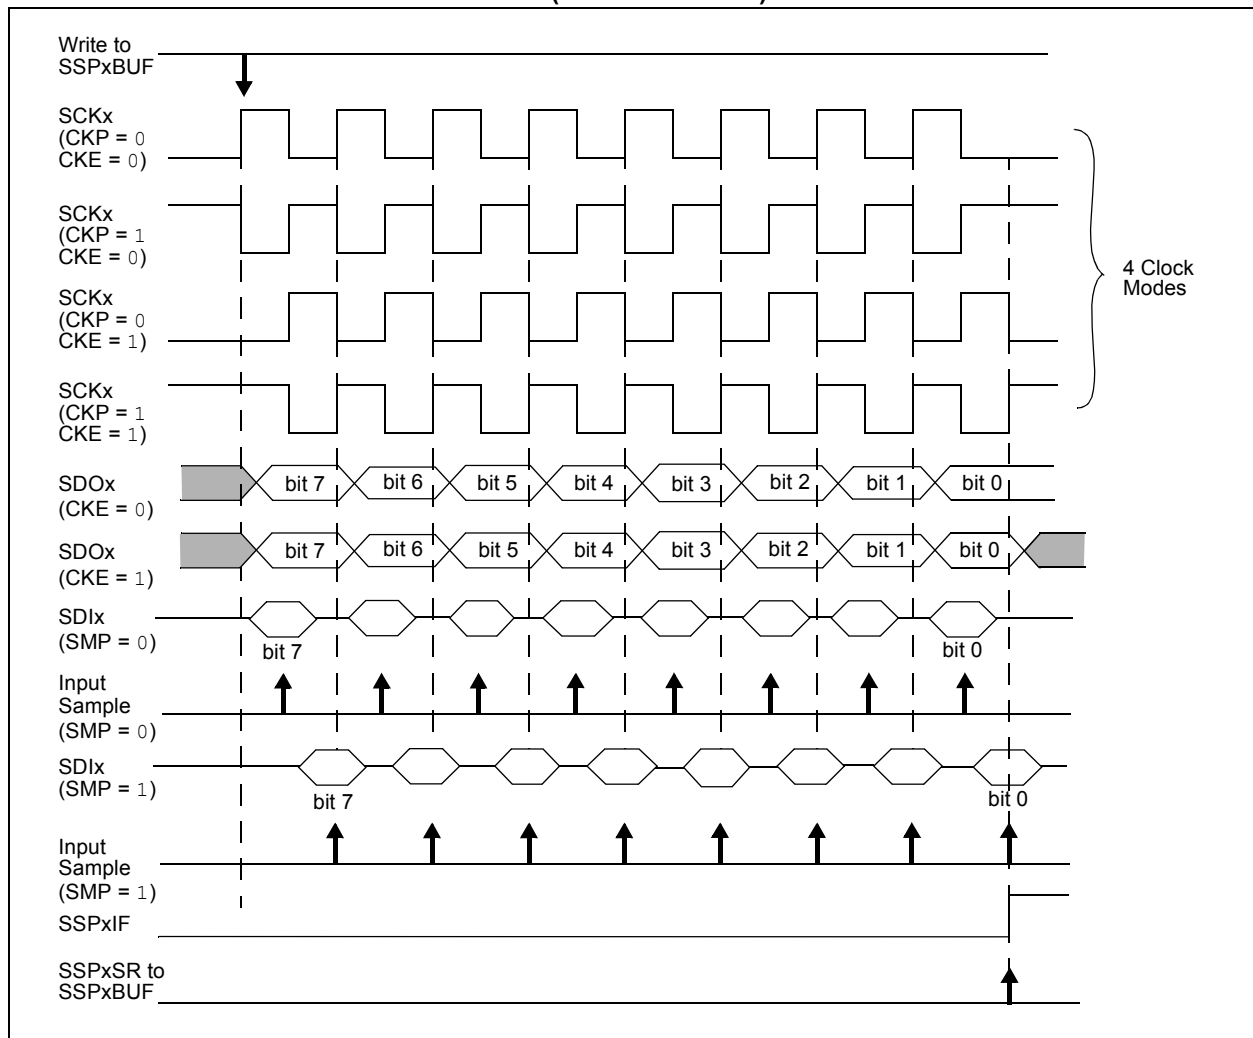 Write to
SSPxBUF
SCKx
(CKP = 0
CKE = 0)
SCKx
(CKP = 1
CKE = 0)
SCKx
(CKP = 0
CKE = 1)
SCKx
(CKP = 1
CKE = 1)
4 Clock
Modes
SDOx
(CKE = 0)
bit 7 bit 6 bit 5 bit 4 bit 3 bit 2 bit 1 bit 0
SDOx
(CKE = 1)
bit 7 bit 6 bit 5 bit 4 bit 3 bit 2 bit 1 bit 0
SDIx
(SMP = 0)
bit 7 bit 0
Input
Sample
(SMP = 0)
SDIx
(SMP = 1)
bit 7 bit 0
Input
Sample
(SMP = 1)
SSPxIF
SSPxSR to
SSPxBUF